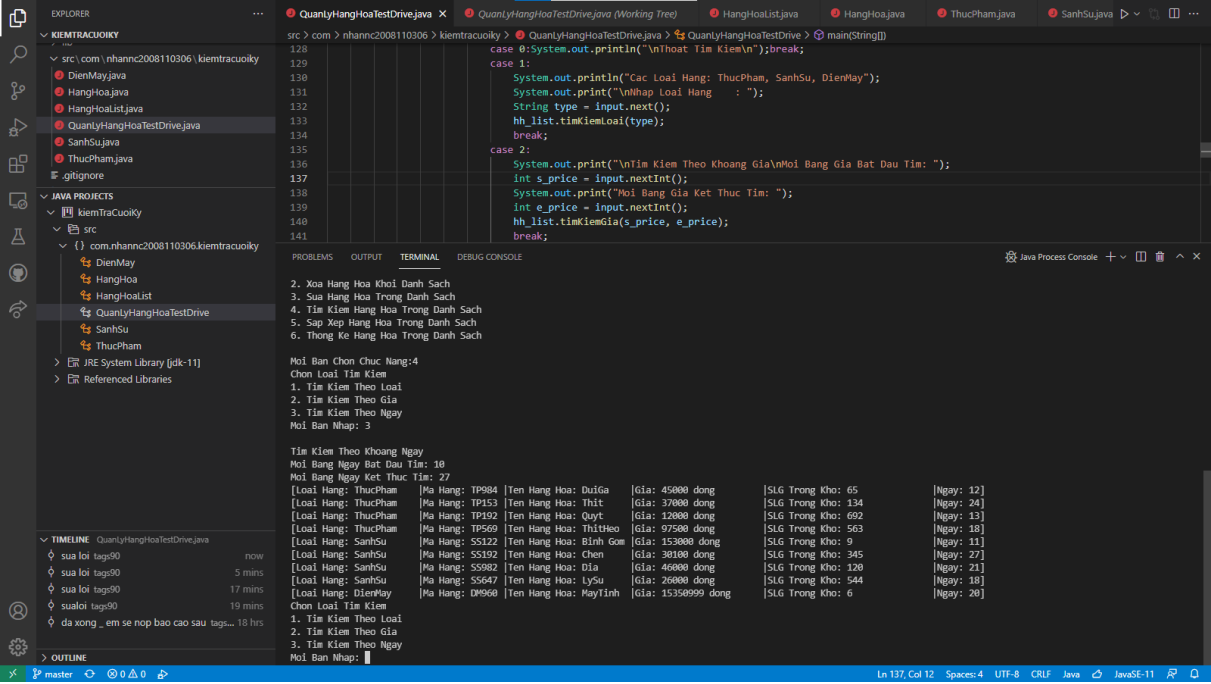 EXPLORER
KIEMTRACUOIKY
lib
src\com\nhannc2008110306\kiemtracuoiky
DienMay.java
HangHoa.java
HangHoaList.java
QuanLyHangHoaTestDrive.java
SanhSu.java
ThucPham.java
.gitignore
JAVA PROJECTS
kiemTraCuoiKy
src
{} com.nhannc2008110306.kiemtracuoiky
DienMay
HangHoa
HangHoaList
QuanLyHangHoaTestDrive
SanhSu
ThucPham
JRE System Library [jdk-11]
Referenced Libraries
TIMELINE QuanLyHangHoaTestDrive.java
sua loi tags90 now
sua loi tags90 5 mins
sua loi tags90 17 mins
sualoi tags90 19 mins
da xong _ em se nop bao cao sau tags... 18 hrs
OUTLINE
QuanLyHangHoaTestDrive.java QuanLyHangHoaTestDrive.java (Working Tree) HangHoaList.java HangHoa.java ThucPham.java SanhSu.java
src > com > nhannc2008110306 > kiemtracuoiky > QuanLyHangHoaTestDrive.java > QuanLyHangHoaTestDrive > main(String[])
128 case 0:System.out.println("\nThoat Tim Kiem\n");break;
129 case 1:
130 System.out.println("Cac Loai Hang: ThucPham, SanhSu, DienMay");
131 System.out.print("\nNhap Loai Hang    : ");
132 String type = input.next();
133 hh_list.timKiemLoai(type);
134 break;
135 case 2:
136 System.out.print("\nTim Kiem Theo Khoang Gia\nMoi Bang Gia Bat Dau Tim: ");
137 int s_price = input.nextInt();
138 System.out.print("Moi Bang Gia Ket Thuc Tim: ");
139 int e_price = input.nextInt();
140 hh_list.timKiemGia(s_price, e_price);
141 break;
PROBLEMS OUTPUT TERMINAL DEBUG CONSOLE Java Process Console
2. Xoa Hang Hoa Khoi Danh Sach
3. Sua Hang Hoa Trong Danh Sach
4. Tim Kiem Hang Hoa Trong Danh Sach
5. Sap Xep Hang Hoa Trong Danh Sach
6. Thong Ke Hang Hoa Trong Danh Sach
Moi Ban Chon Chuc Nang:4
Chon Loai Tim Kiem
1. Tim Kiem Theo Loai
2. Tim Kiem Theo Gia
3. Tim Kiem Theo Ngay
Moi Ban Nhap: 3
Tim Kiem Theo Khoang Ngay
Moi Bang Ngay Bat Dau Tim: 10
Moi Bang Ngay Ket Thuc Tim: 27
[Loai Hang: ThucPham |Ma Hang: TP984 |Ten Hang Hoa: DuiGa |Gia: 45000 dong |SLG Trong Kho: 65 |Ngay: 12]
[Loai Hang: ThucPham |Ma Hang: TP153 |Ten Hang Hoa: Thit |Gia: 37000 dong |SLG Trong Kho: 134 |Ngay: 24]
[Loai Hang: ThucPham |Ma Hang: TP192 |Ten Hang Hoa: Quyt |Gia: 12000 dong |SLG Trong Kho: 692 |Ngay: 13]
[Loai Hang: ThucPham |Ma Hang: TP569 |Ten Hang Hoa: ThitHeo |Gia: 97500 dong |SLG Trong Kho: 563 |Ngay: 18]
[Loai Hang: SanhSu |Ma Hang: SS122 |Ten Hang Hoa: Binh Gom |Gia: 153000 dong |SLG Trong Kho: 9 |Ngay: 11]
[Loai Hang: SanhSu |Ma Hang: SS192 |Ten Hang Hoa: Chen |Gia: 30100 dong |SLG Trong Kho: 345 |Ngay: 27]
[Loai Hang: SanhSu |Ma Hang: SS982 |Ten Hang Hoa: Dia |Gia: 46000 dong |SLG Trong Kho: 120 |Ngay: 21]
[Loai Hang: SanhSu |Ma Hang: SS647 |Ten Hang Hoa: LySu |Gia: 26000 dong |SLG Trong Kho: 544 |Ngay: 18]
[Loai Hang: DienMay |Ma Hang: DM960 |Ten Hang Hoa: MayTinh |Gia: 15350999 dong |SLG Trong Kho: 6 |Ngay: 20]
Chon Loai Tim Kiem
1. Tim Kiem Theo Loai
2. Tim Kiem Theo Gia
3. Tim Kiem Theo Ngay
Moi Ban Nhap:
master 0 0 Ln 137, Col 12 Spaces: 4 UTF-8 CRLF Java JavaSE-11